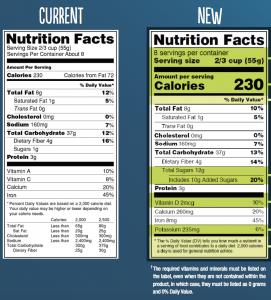 CURRENT
Nutrition Facts
Serving Size 2/3 cup (55g)
Servings Per Container About 8
Amount Per Serving
Calories 230 Calories from Fat 72
% Daily Value*
Total Fat 8g 12%
Saturated Fat 1g 5%
Trans Fat 0g
Cholesterol 0mg 0%
Sodium 160mg 7%
Total Carbohydrate 37g 12%
Dietary Fiber 4g 16%
Sugars 1g
Protein 3g
Vitamin A 10%
Vitamin C 8%
Calcium 20%
Iron 45%
* Percent Daily Values are based on a 2,000 calorie diet.
Your daily value may be higher or lower depending on
your calorie needs.
Calories: 2,000 2,500
Total Fat Less than 65g 80g
Sat Fat Less than 20g 25g
Cholesterol Less than 300mg 300mg
Sodium Less than 2,400mg 2,400mg
Total Carbohydrate 300g 375g
Dietary Fiber 25g 30g
NEW
Nutrition Facts
8 servings per container
Serving size 2/3 cup (55g)
Amount per serving
Calories 230
% Daily Value*
Total Fat 8g 10%
Saturated Fat 1g 5%
Trans Fat 0g
Cholesterol 0mg 0%
Sodium 160mg 7%
Total Carbohydrate 37g 13%
Dietary Fiber 4g 14%
Total Sugars 12g
Includes 10g Added Sugars 20%
Protein 3g
Vitamin D 2mcg 10%
Calcium 260mg 20%
Iron 8mg 45%
Potassium 235mg 6%
* The % Daily Value (DV) tells you how much a nutrient in
a serving of food contributes to a daily diet. 2,000 calories
a day is used for general nutrition advice.
¹ The required vitamins and minerals must be listed on
the label, even when they are not contained within the
product, in which case, they must be listed as 0 grams
and 0% Daily Value.